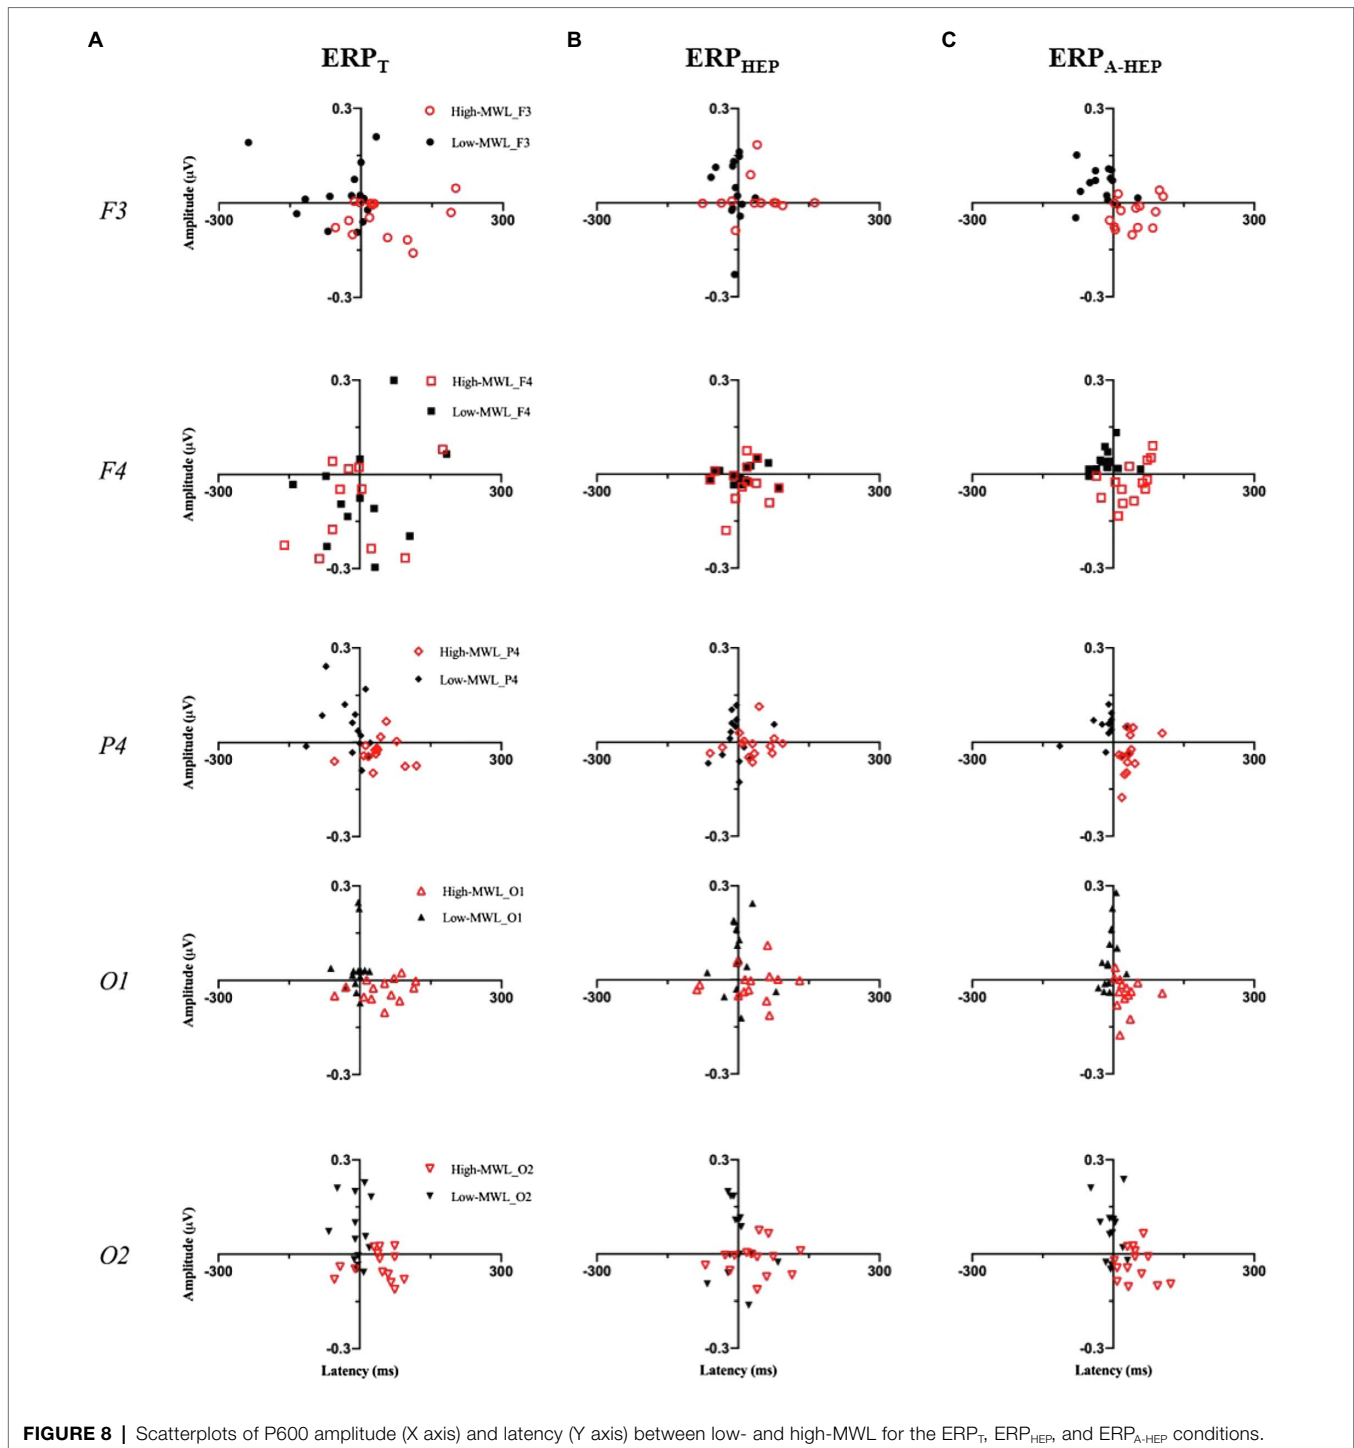 A B C
ERPT ERPHEP ERPA-HEP
0.3 High-MWL_F3 0.3 0.3
Low-MWL_F3
F3 Amplitude (µV) -300 300 -300 300 -300 300
-0.3 -0.3 -0.3
0.3 High-MWL_F4 0.3 0.3
Low-MWL_F4
F4 Amplitude (µV) -300 300 -300 300 -300 300
-0.3 -0.3 -0.3
0.3 High-MWL_P4 0.3 0.3
Low-MWL_P4
P4 Amplitude (µV) -300 300 -300 300 -300 300
-0.3 -0.3 -0.3
0.3 High-MWL_O1 0.3 0.3
Low-MWL_O1
O1 Amplitude (µV) -300 300 -300 300 -300 300
-0.3 -0.3 -0.3
0.3 High-MWL_O2 0.3 0.3
Low-MWL_O2
O2 Amplitude (µV) -300 300 -300 300 -300 300
-0.3 -0.3 -0.3
Latency (ms) Latency (ms) Latency (ms)
FIGURE 8 | Scatterplots of P600 amplitude (X axis) and latency (Y axis) between low- and high-MWL for the ERPT, ERPHEP, and ERPA-HEP conditions.